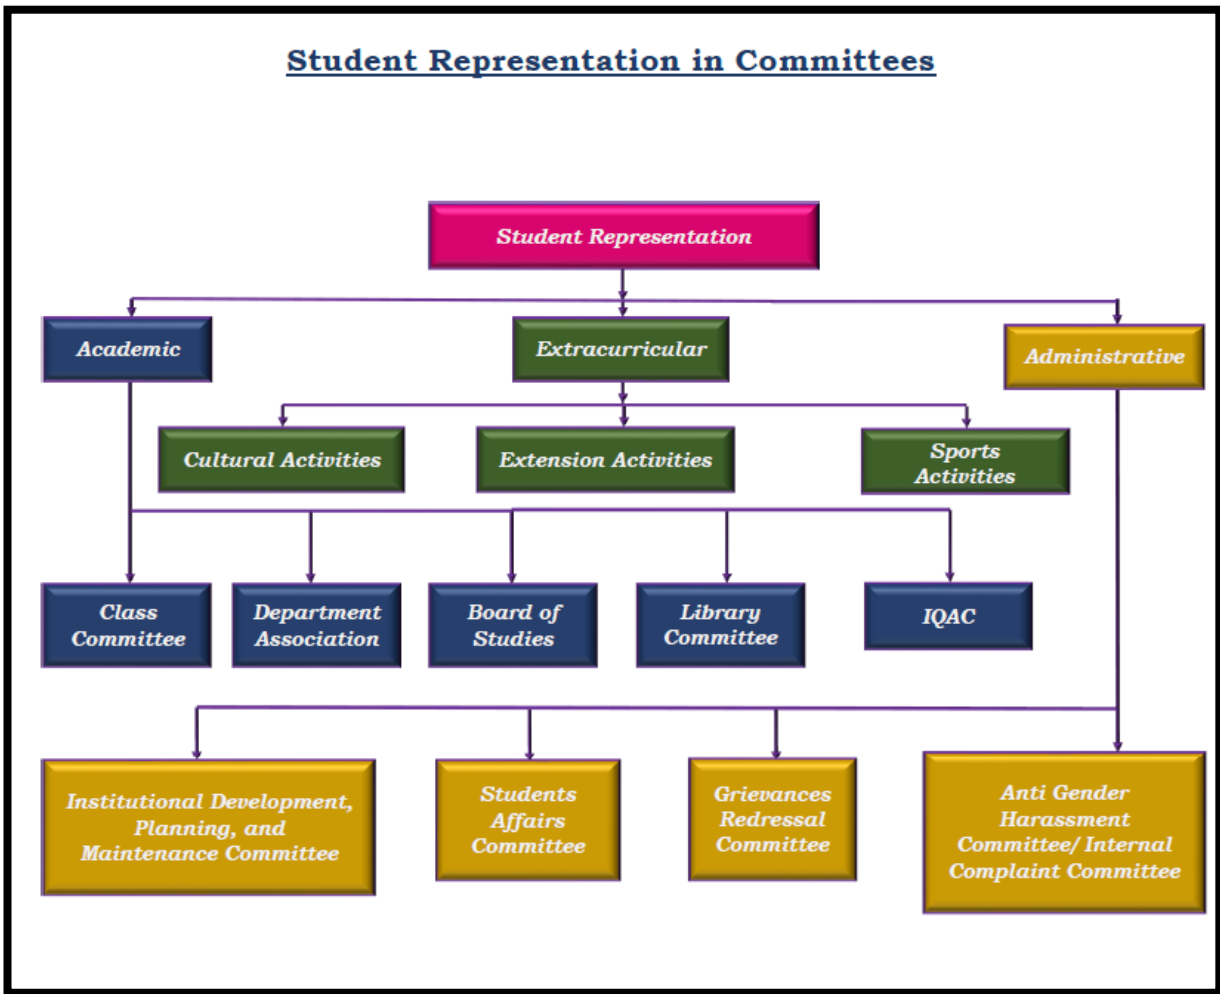 Student Representation in Committees
Student Representation
Academic
Extracurricular
Administrative
Cultural Activities
Extension Activities
Sports
Activities
Class
Committee
Department
Association
Board of
Studies
Library
Committee
IQAC
Institutional Development,
Planning, and
Maintenance Committee
Students
Affairs
Committee
Grievances
Redressal
Committee
Anti Gender
Harassment
Committee/ Internal
Complaint Committee